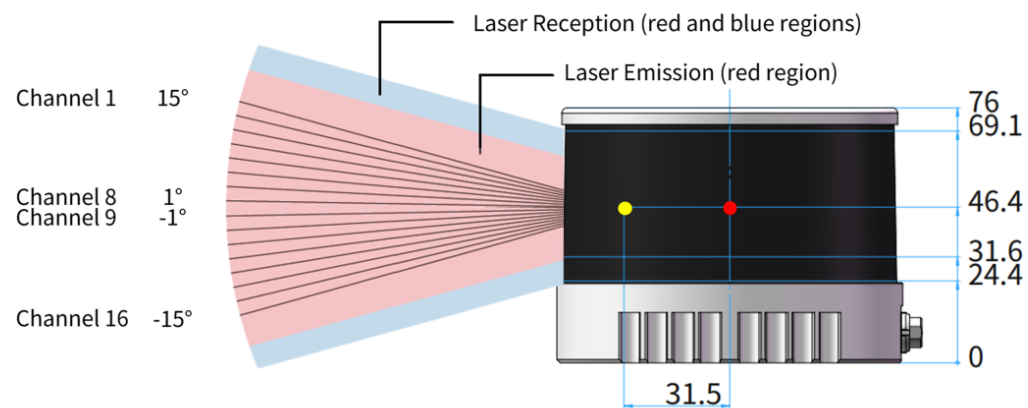 Laser Reception (red and blue regions)
Laser Emission (red region)
Channel 1 15°
Channel 8 1°
Channel 9 -1°
Channel 16 -15°
76
69.1
46.4
31.6
24.4
0
31.5